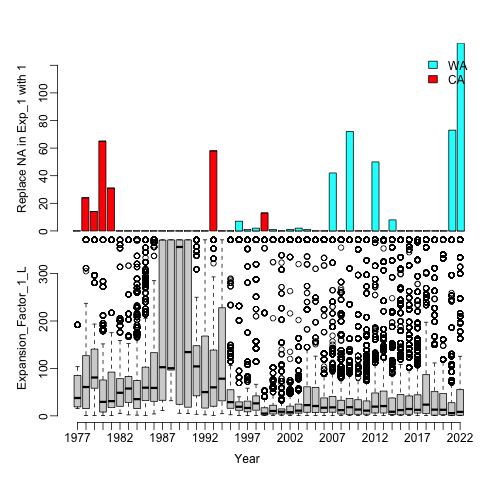 Replace NA in Exp_1 with 1
0 20 40 60 80 100
WA
CA
Expansion_Factor_1_L
0 100 200 300
1977 1982 1987 1992 1997 2002 2007 2012 2017 2022
Year